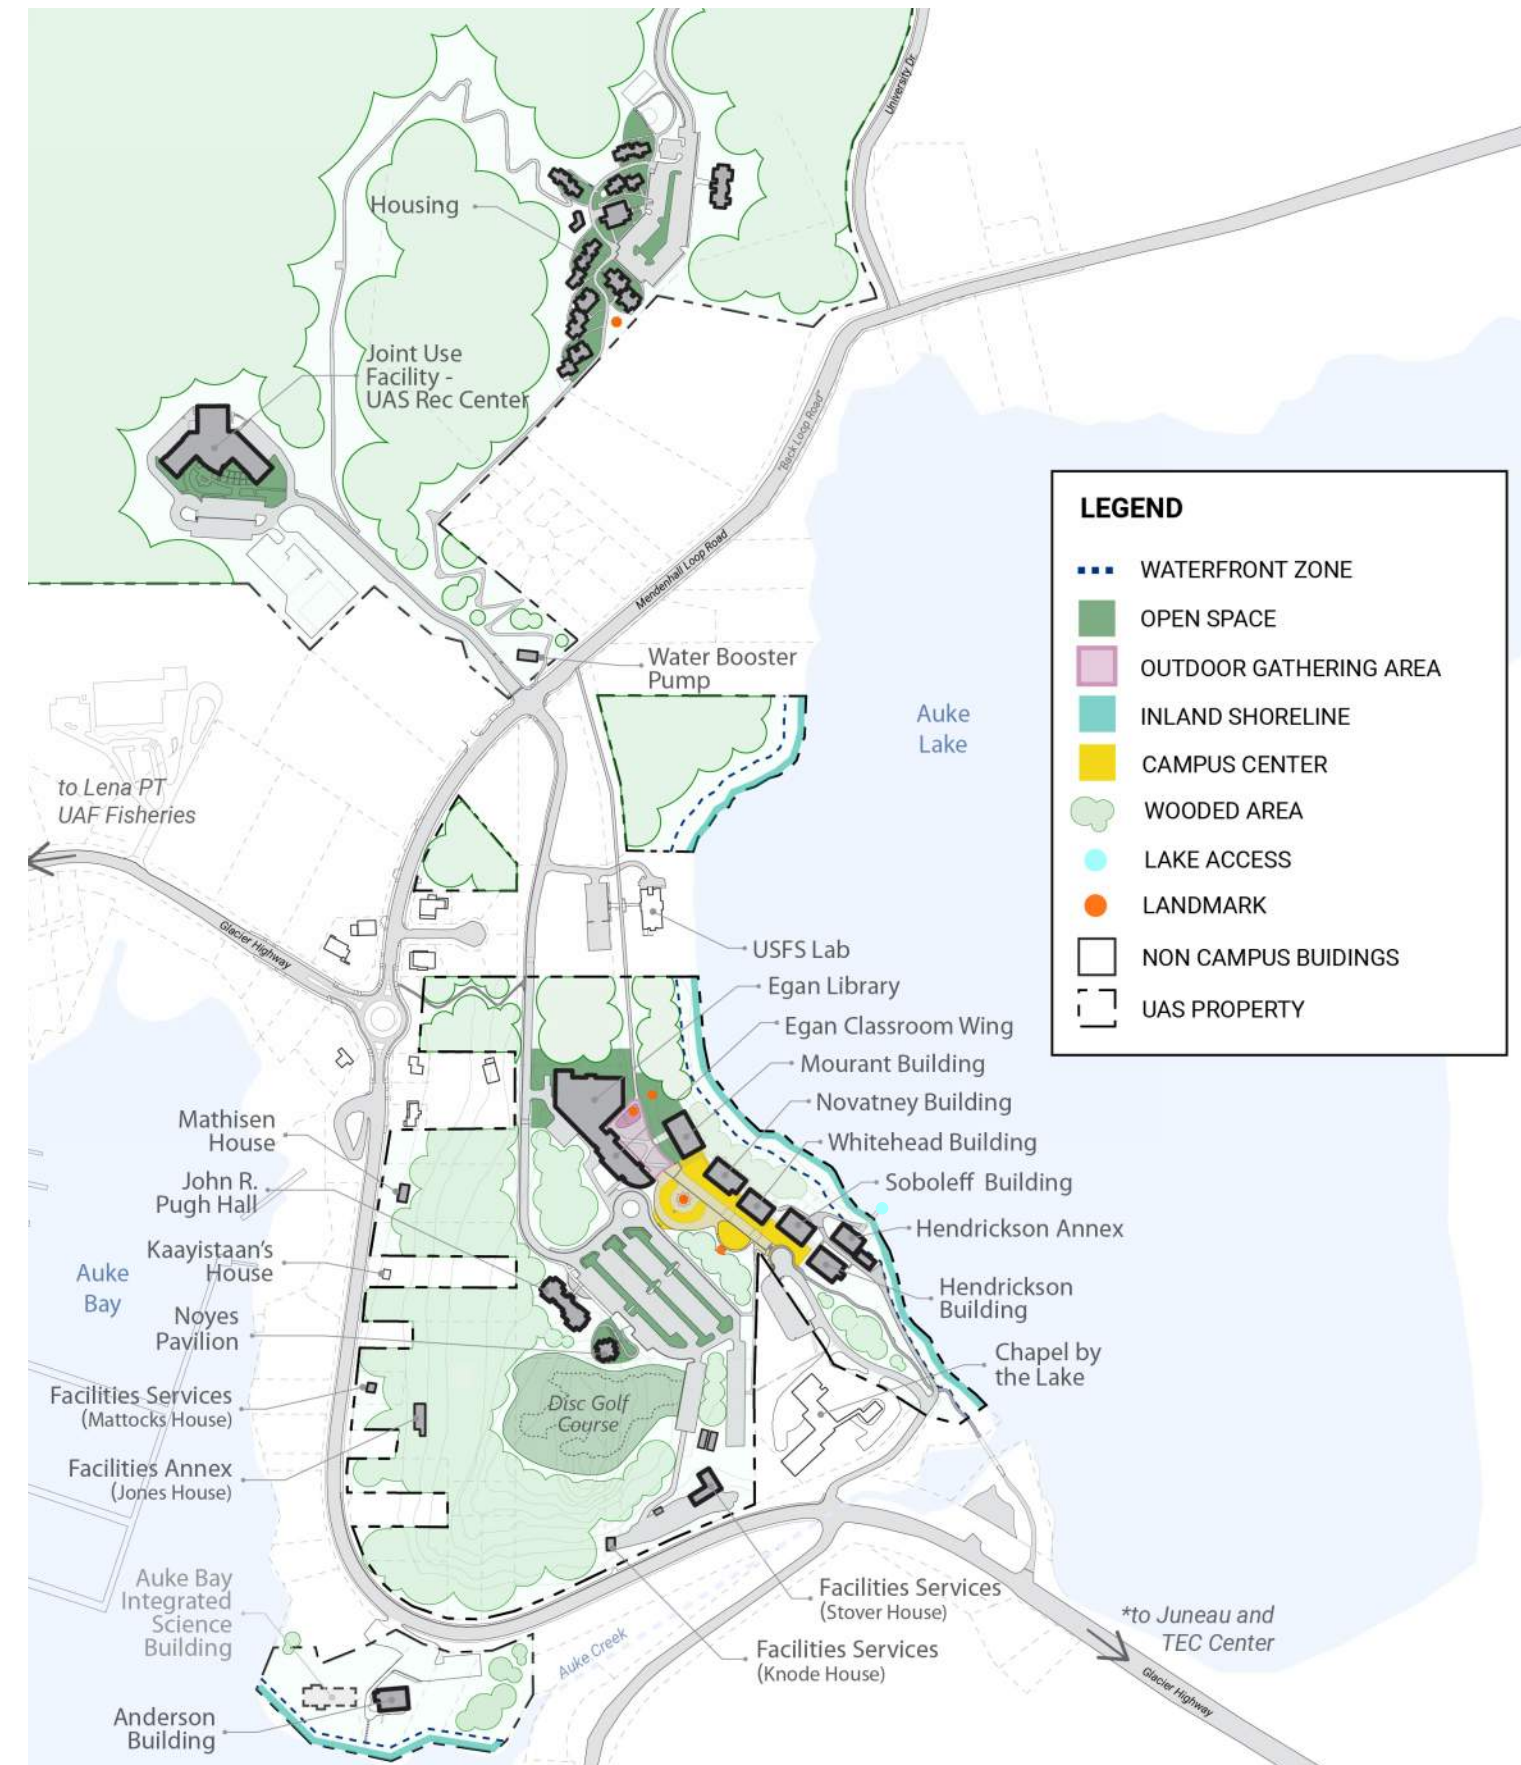 University Dr.
Housing
Joint Use
Facility -
UAS Rec Center
"Back Loop Road"
LEGEND
WATERFRONT ZONE
OPEN SPACE
OUTDOOR GATHERING AREA
INLAND SHORELINE
CAMPUS CENTER
WOODED AREA
LAKE ACCESS
LANDMARK
NON CAMPUS BUIDINGS
UAS PROPERTY
Mendenhall Loop Road
Water Booster
Pump
Auke
Lake
to Lena PT
UAF Fisheries
Glacier Highway
USFS Lab
Egan Library
Egan Classroom Wing
Mourant Building
Novatney Building
Whitehead Building
Soboleff Building
Hendrickson Annex
Hendrickson
Building
Chapel by
the Lake
Mathisen
House
John R.
Pugh Hall
Kaayistaan's
House
Auke
Bay
Noyes
Pavilion
Disc Golf
Course
Facilities Services
(Mattocks House)
Facilities Annex
(Jones House)
Auke Bay
Integrated
Science
Building
Anderson
Building
Auke Creek
Facilities Services
(Stover House)
Facilities Services
(Knode House)
*to Juneau and
TEC Center
Glacier Highway